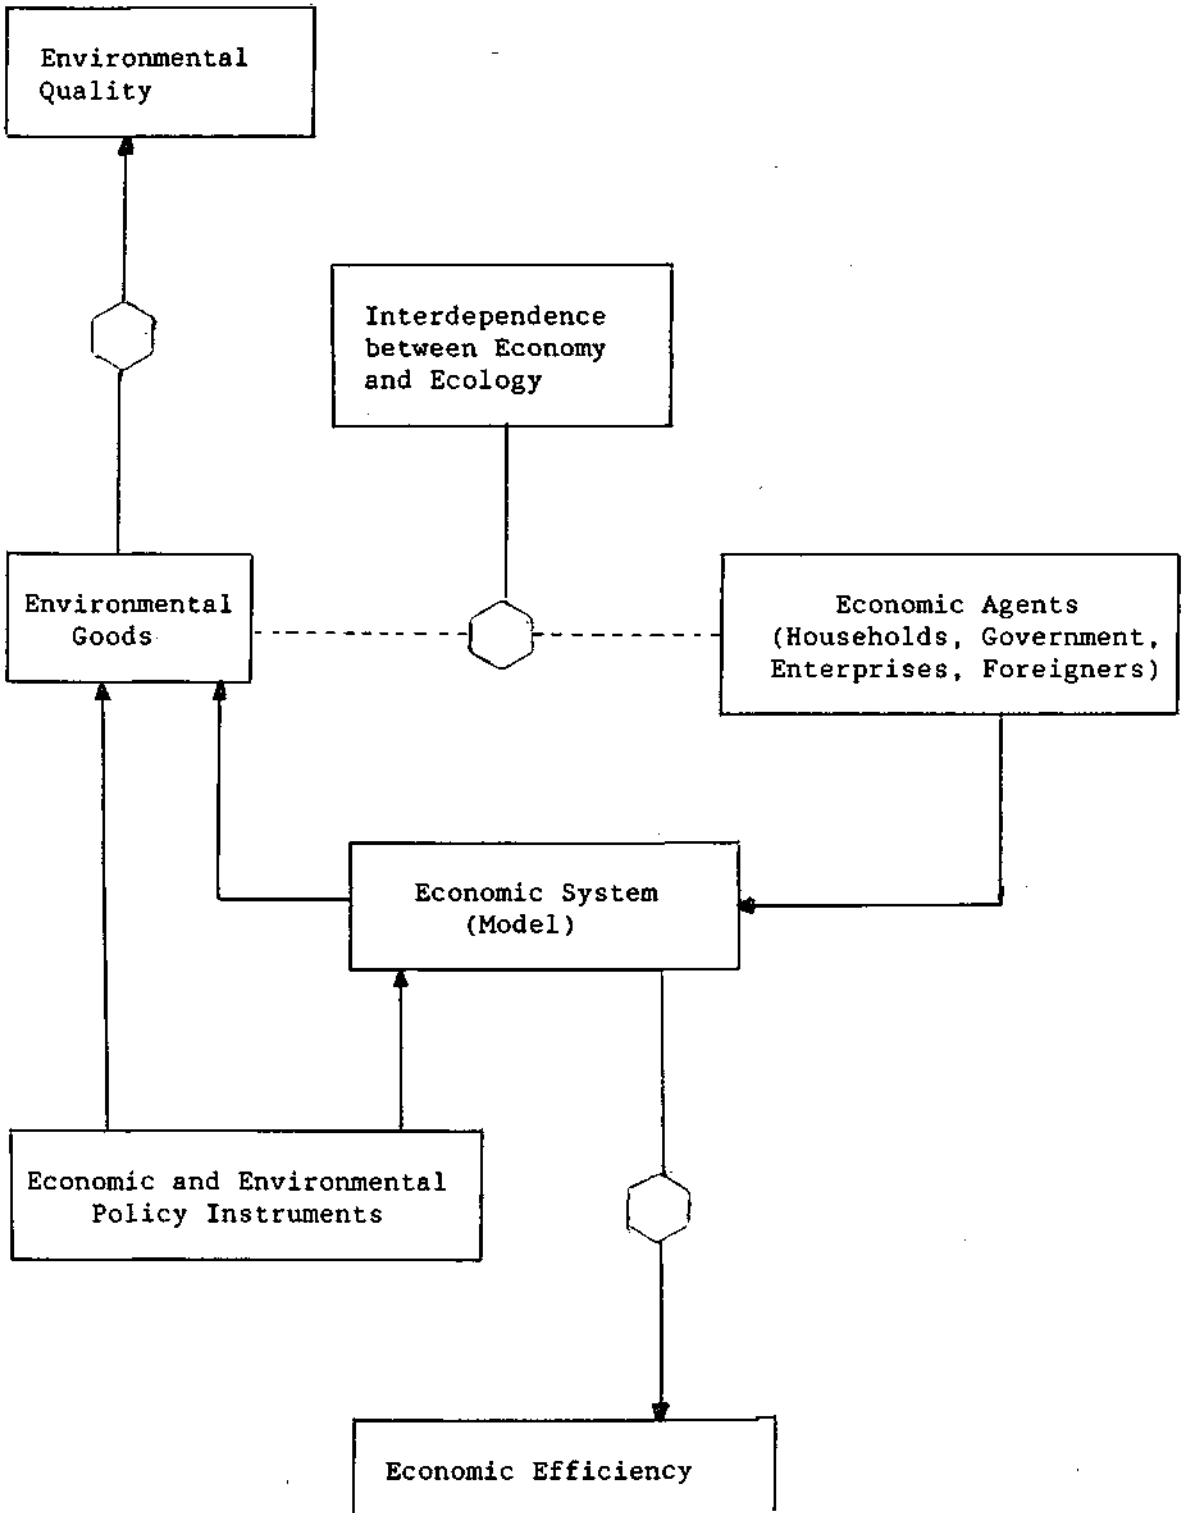 Environmental
Quality
Interdependence
between Economy
and Ecology
Environmental
Goods
Economic Agents
(Households, Government,
Enterprises, Foreigners)
Economic System
(Model)
Economic and Environmental
Policy Instruments
Economic Efficiency